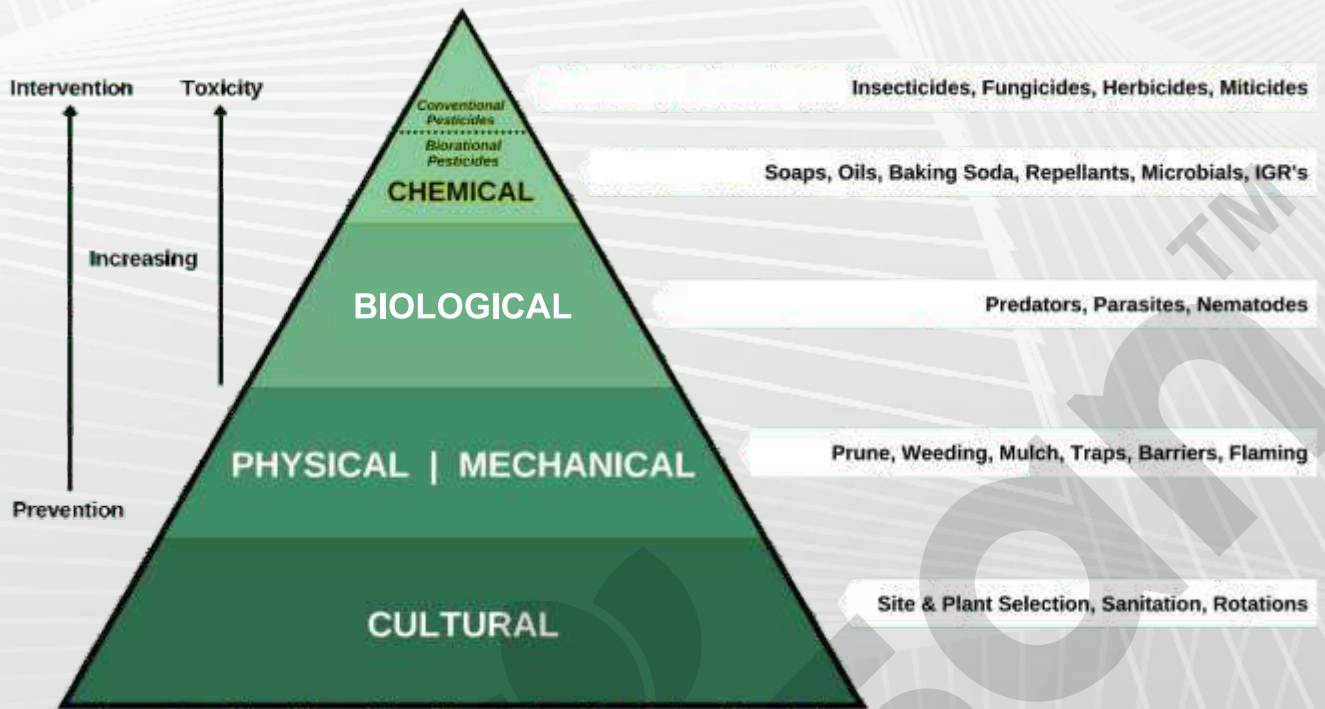 Intervention
Toxicity
Increasing
Prevention
Conventional
Pesticides
Biorational
Pesticides
CHEMICAL
BIOLOGICAL
PHYSICAL | MECHANICAL
CULTURAL
Insecticides, Fungicides, Herbicides, Miticides
Soaps, Oils, Baking Soda, Repellants, Microbials, IGR's
Predators, Parasites, Nematodes
Prune, Weeding, Mulch, Traps, Barriers, Flaming
Site & Plant Selection, Sanitation, Rotations
TM